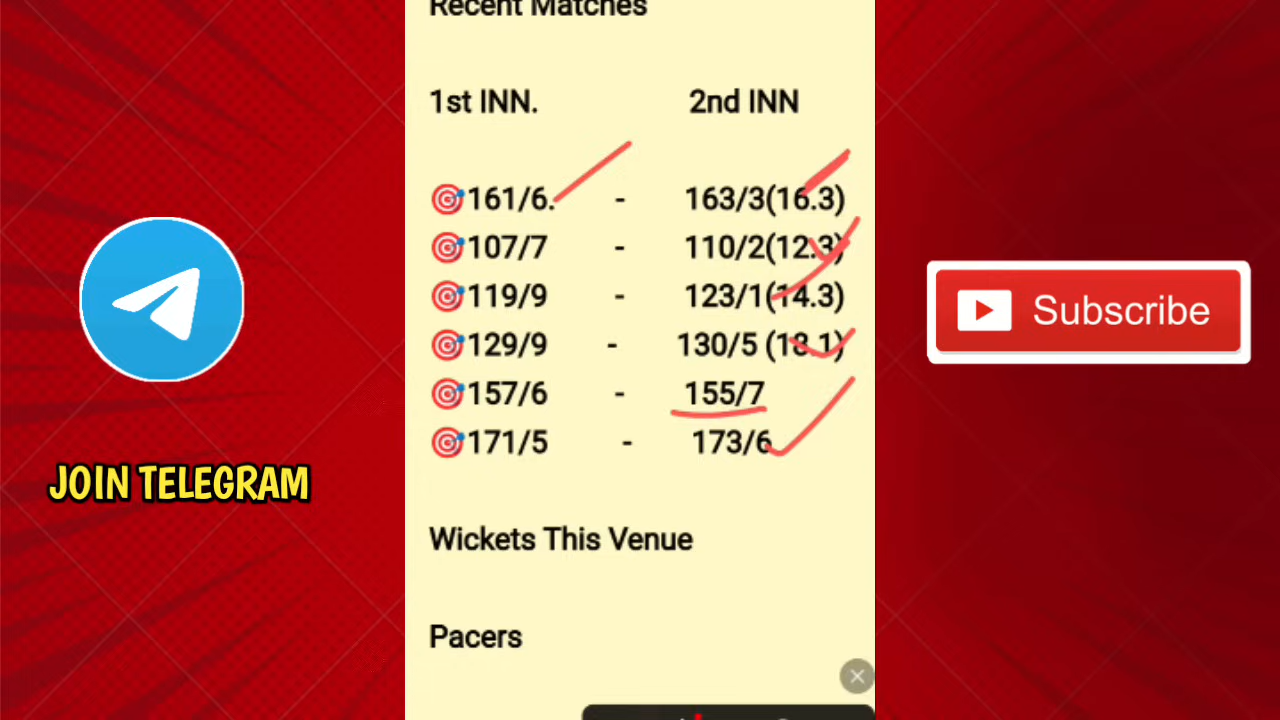 Recent Matches
1st INN. 2nd INN
161/6. - 163/3(16.3)
107/7 - 110/2(12.3)
119/9 - 123/1(14.3)
129/9 - 130/5 (18.1)
157/6 - 155/7
171/5 - 173/6
Wickets This Venue
Pacers
JOIN TELEGRAM
Subscribe